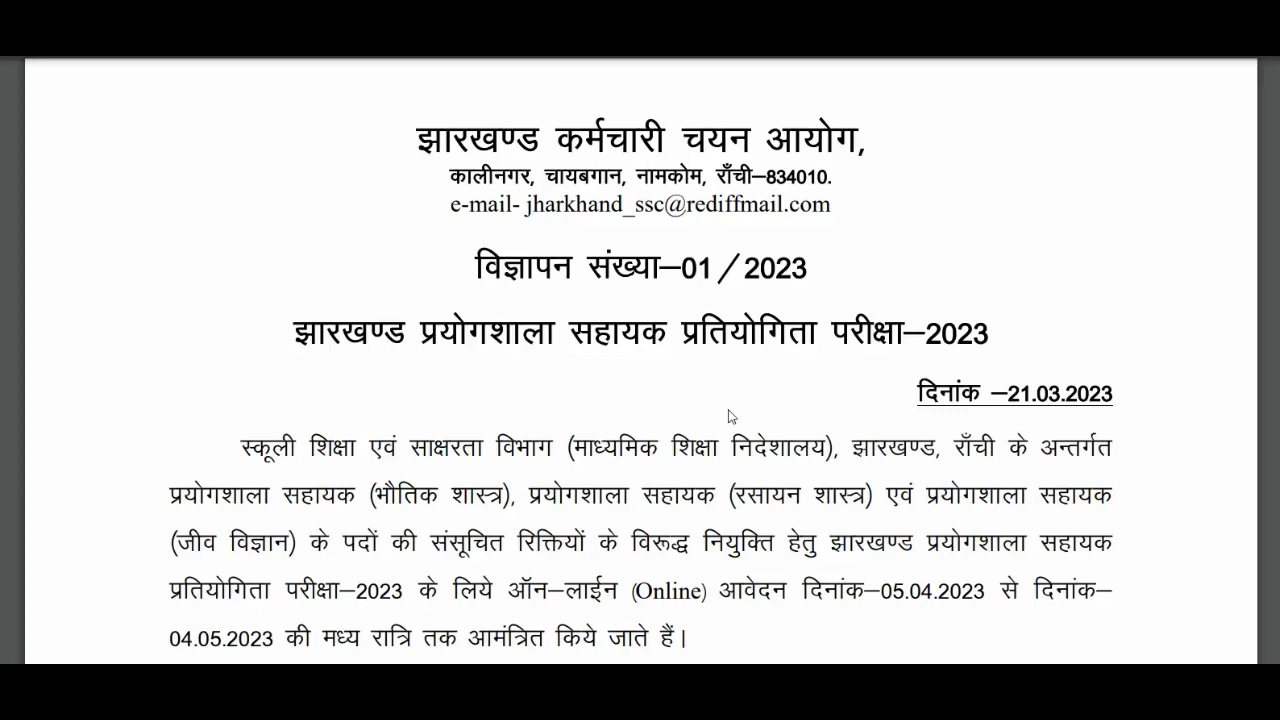 झारखण्ड कर्मचारी चयन आयोग,
कालीनगर, चायबगान, नामकोम, राँची–834010.
e-mail- jharkhand_ssc@rediffmail.com
विज्ञापन संख्या–01/2023
झारखण्ड प्रयोगशाला सहायक प्रतियोगिता परीक्षा–2023
दिनांक –21.03.2023
स्कूली शिक्षा एवं साक्षरता विभाग (माध्यमिक शिक्षा निदेशालय), झारखण्ड, राँची के अन्तर्गत
प्रयोगशाला सहायक (भौतिक शास्त्र), प्रयोगशाला सहायक (रसायन शास्त्र) एवं प्रयोगशाला सहायक
(जीव विज्ञान) के पदों की संसूचित रिक्तियों के विरूद्ध नियुक्ति हेतु झारखण्ड प्रयोगशाला सहायक
प्रतियोगिता परीक्षा–2023 के लिये ऑन–लाईन (Online) आवेदन दिनांक–05.04.2023 से दिनांक–
04.05.2023 की मध्य रात्रि तक आमंत्रित किये जाते हैं।